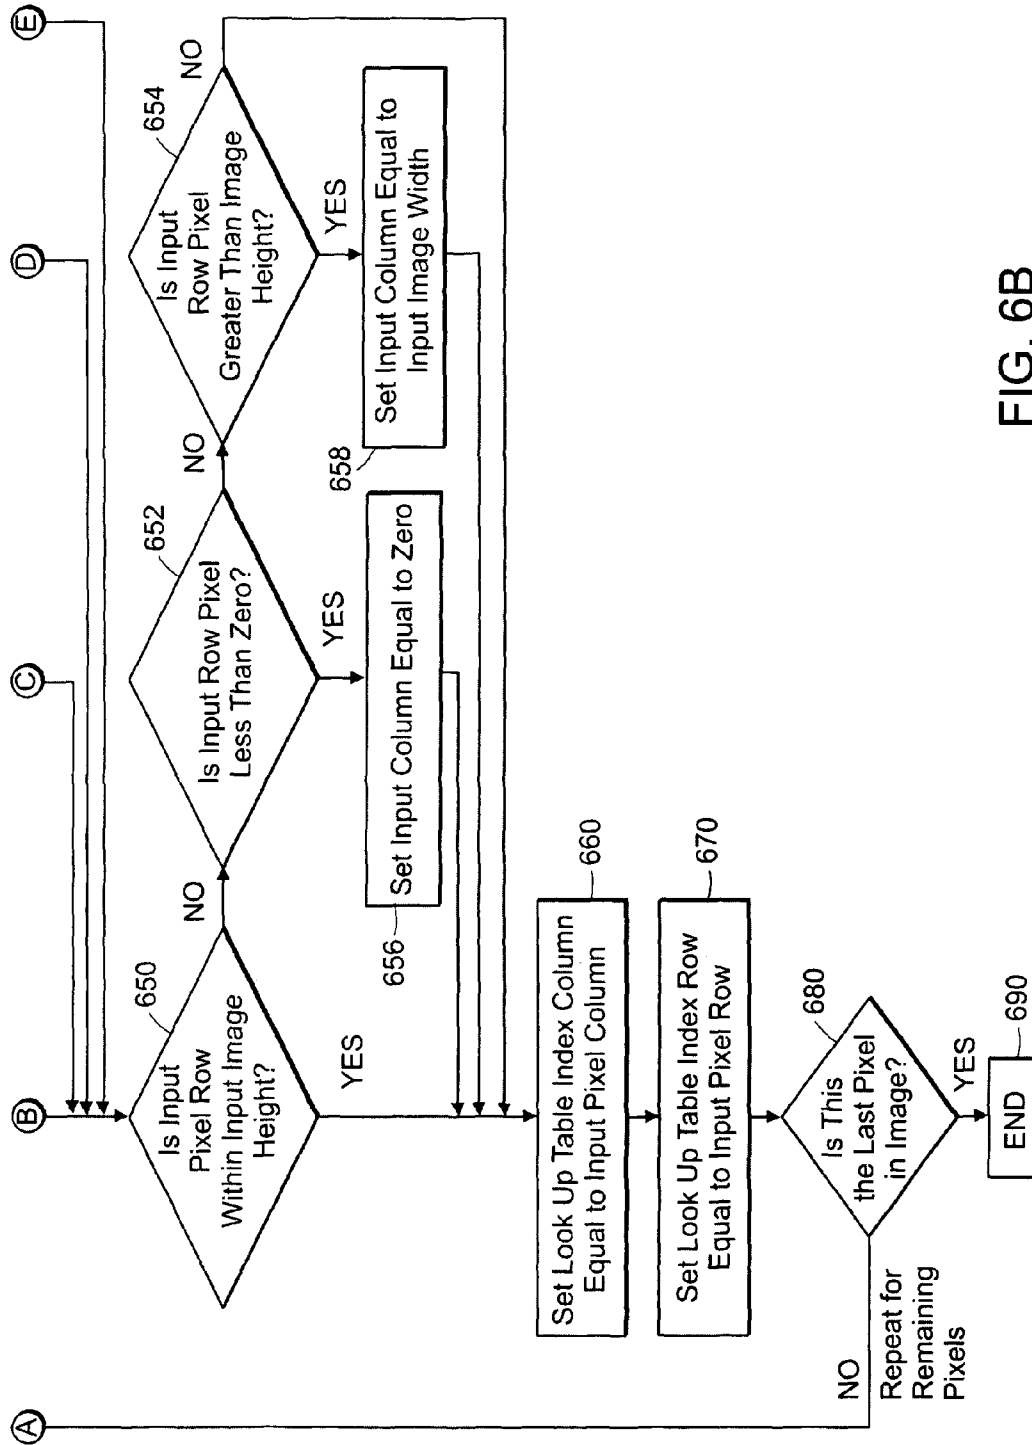 A
B
C
D
E
650
Is Input
Pixel Row
Within Input Image
Height?
NO
YES
652
Is Input Row Pixel
Less Than Zero?
NO
YES
654
Is Input
Row Pixel
Greater Than Image
Height?
NO
YES
656
Set Input Column Equal to Zero
658
Set Input Column Equal to
Input Image Width
660
Set Look Up Table Index Column
Equal to Input Pixel Column
670
Set Look Up Table Index Row
Equal to Input Pixel Row
680
Is This
the Last Pixel
in Image?
NO
Repeat for
Remaining
Pixels
YES
690
END
FIG. 6B